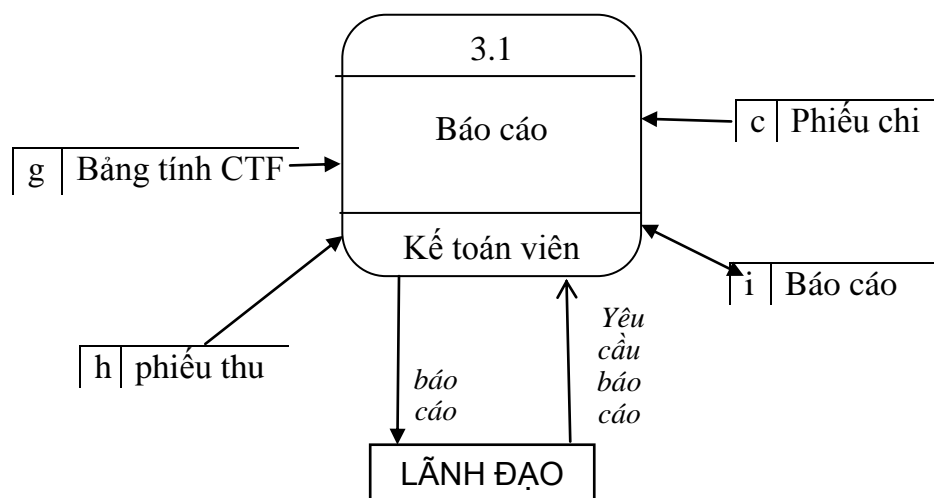 3.1
Báo cáo
c Phiếu chi
g Bảng tính CTF
Kế toán viên
i Báo cáo
h phiếu thu
báo
cáo
Yêu
cầu
báo
cáo
LÃNH ĐẠO